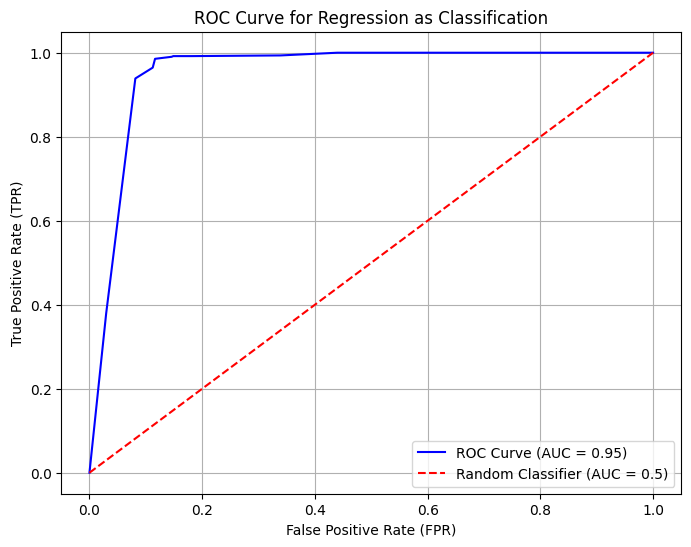 ROC Curve for Regression as Classification
True Positive Rate (TPR)
1.0
0.8
0.6
0.4
0.2
0.0
ROC Curve (AUC = 0.95)
Random Classifier (AUC = 0.5)
0.0 0.2 0.4 0.6 0.8 1.0
False Positive Rate (FPR)